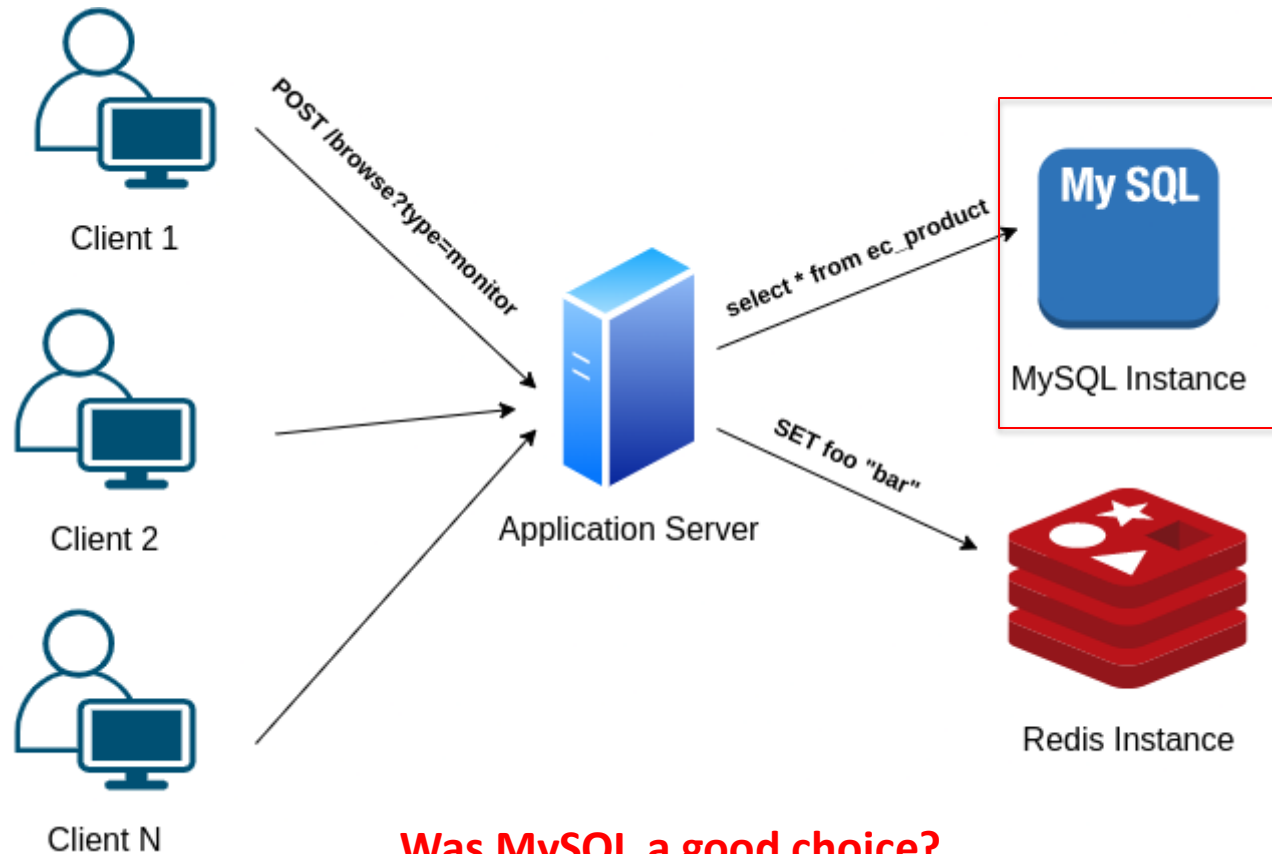 Client 1
POST /browse?type=monitor
My SQL
select * from ec_product
MySQL Instance
Client 2
Application Server
SET foo "bar"
Redis Instance
Client N
Was MySQL a good choice?